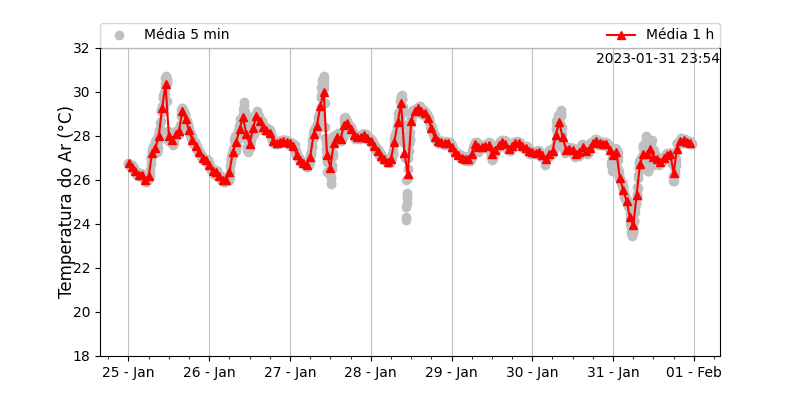 Média 5 min
Média 1 h
2023-01-31 23:54
Temperatura do Ar (°C)
32
30
28
26
24
22
20
18
25 - Jan
26 - Jan
27 - Jan
28 - Jan
29 - Jan
30 - Jan
31 - Jan
01 - Feb